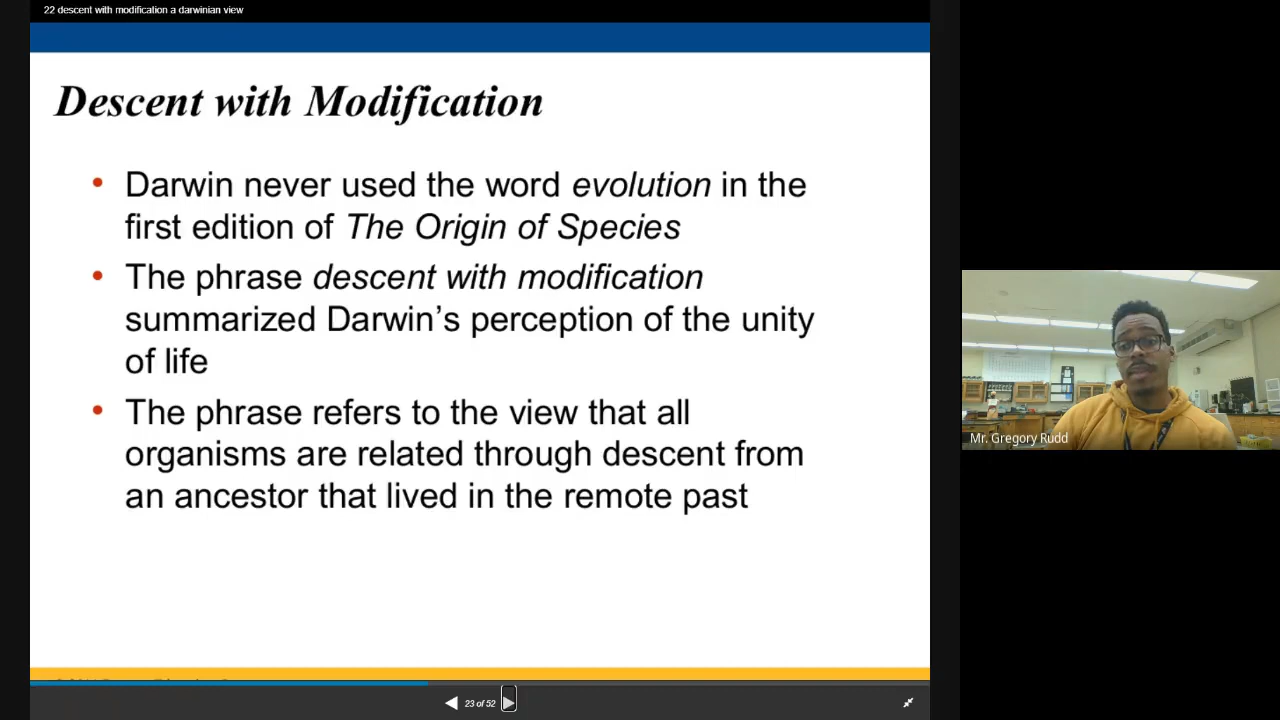 22 descent with modification a darwinian view
Descent with Modification
• Darwin never used the word evolution in the
first edition of The Origin of Species
• The phrase descent with modification
summarized Darwin’s perception of the unity
of life
• The phrase refers to the view that all
organisms are related through descent from
an ancestor that lived in the remote past
23 of 52
Mr. Gregory Rudd